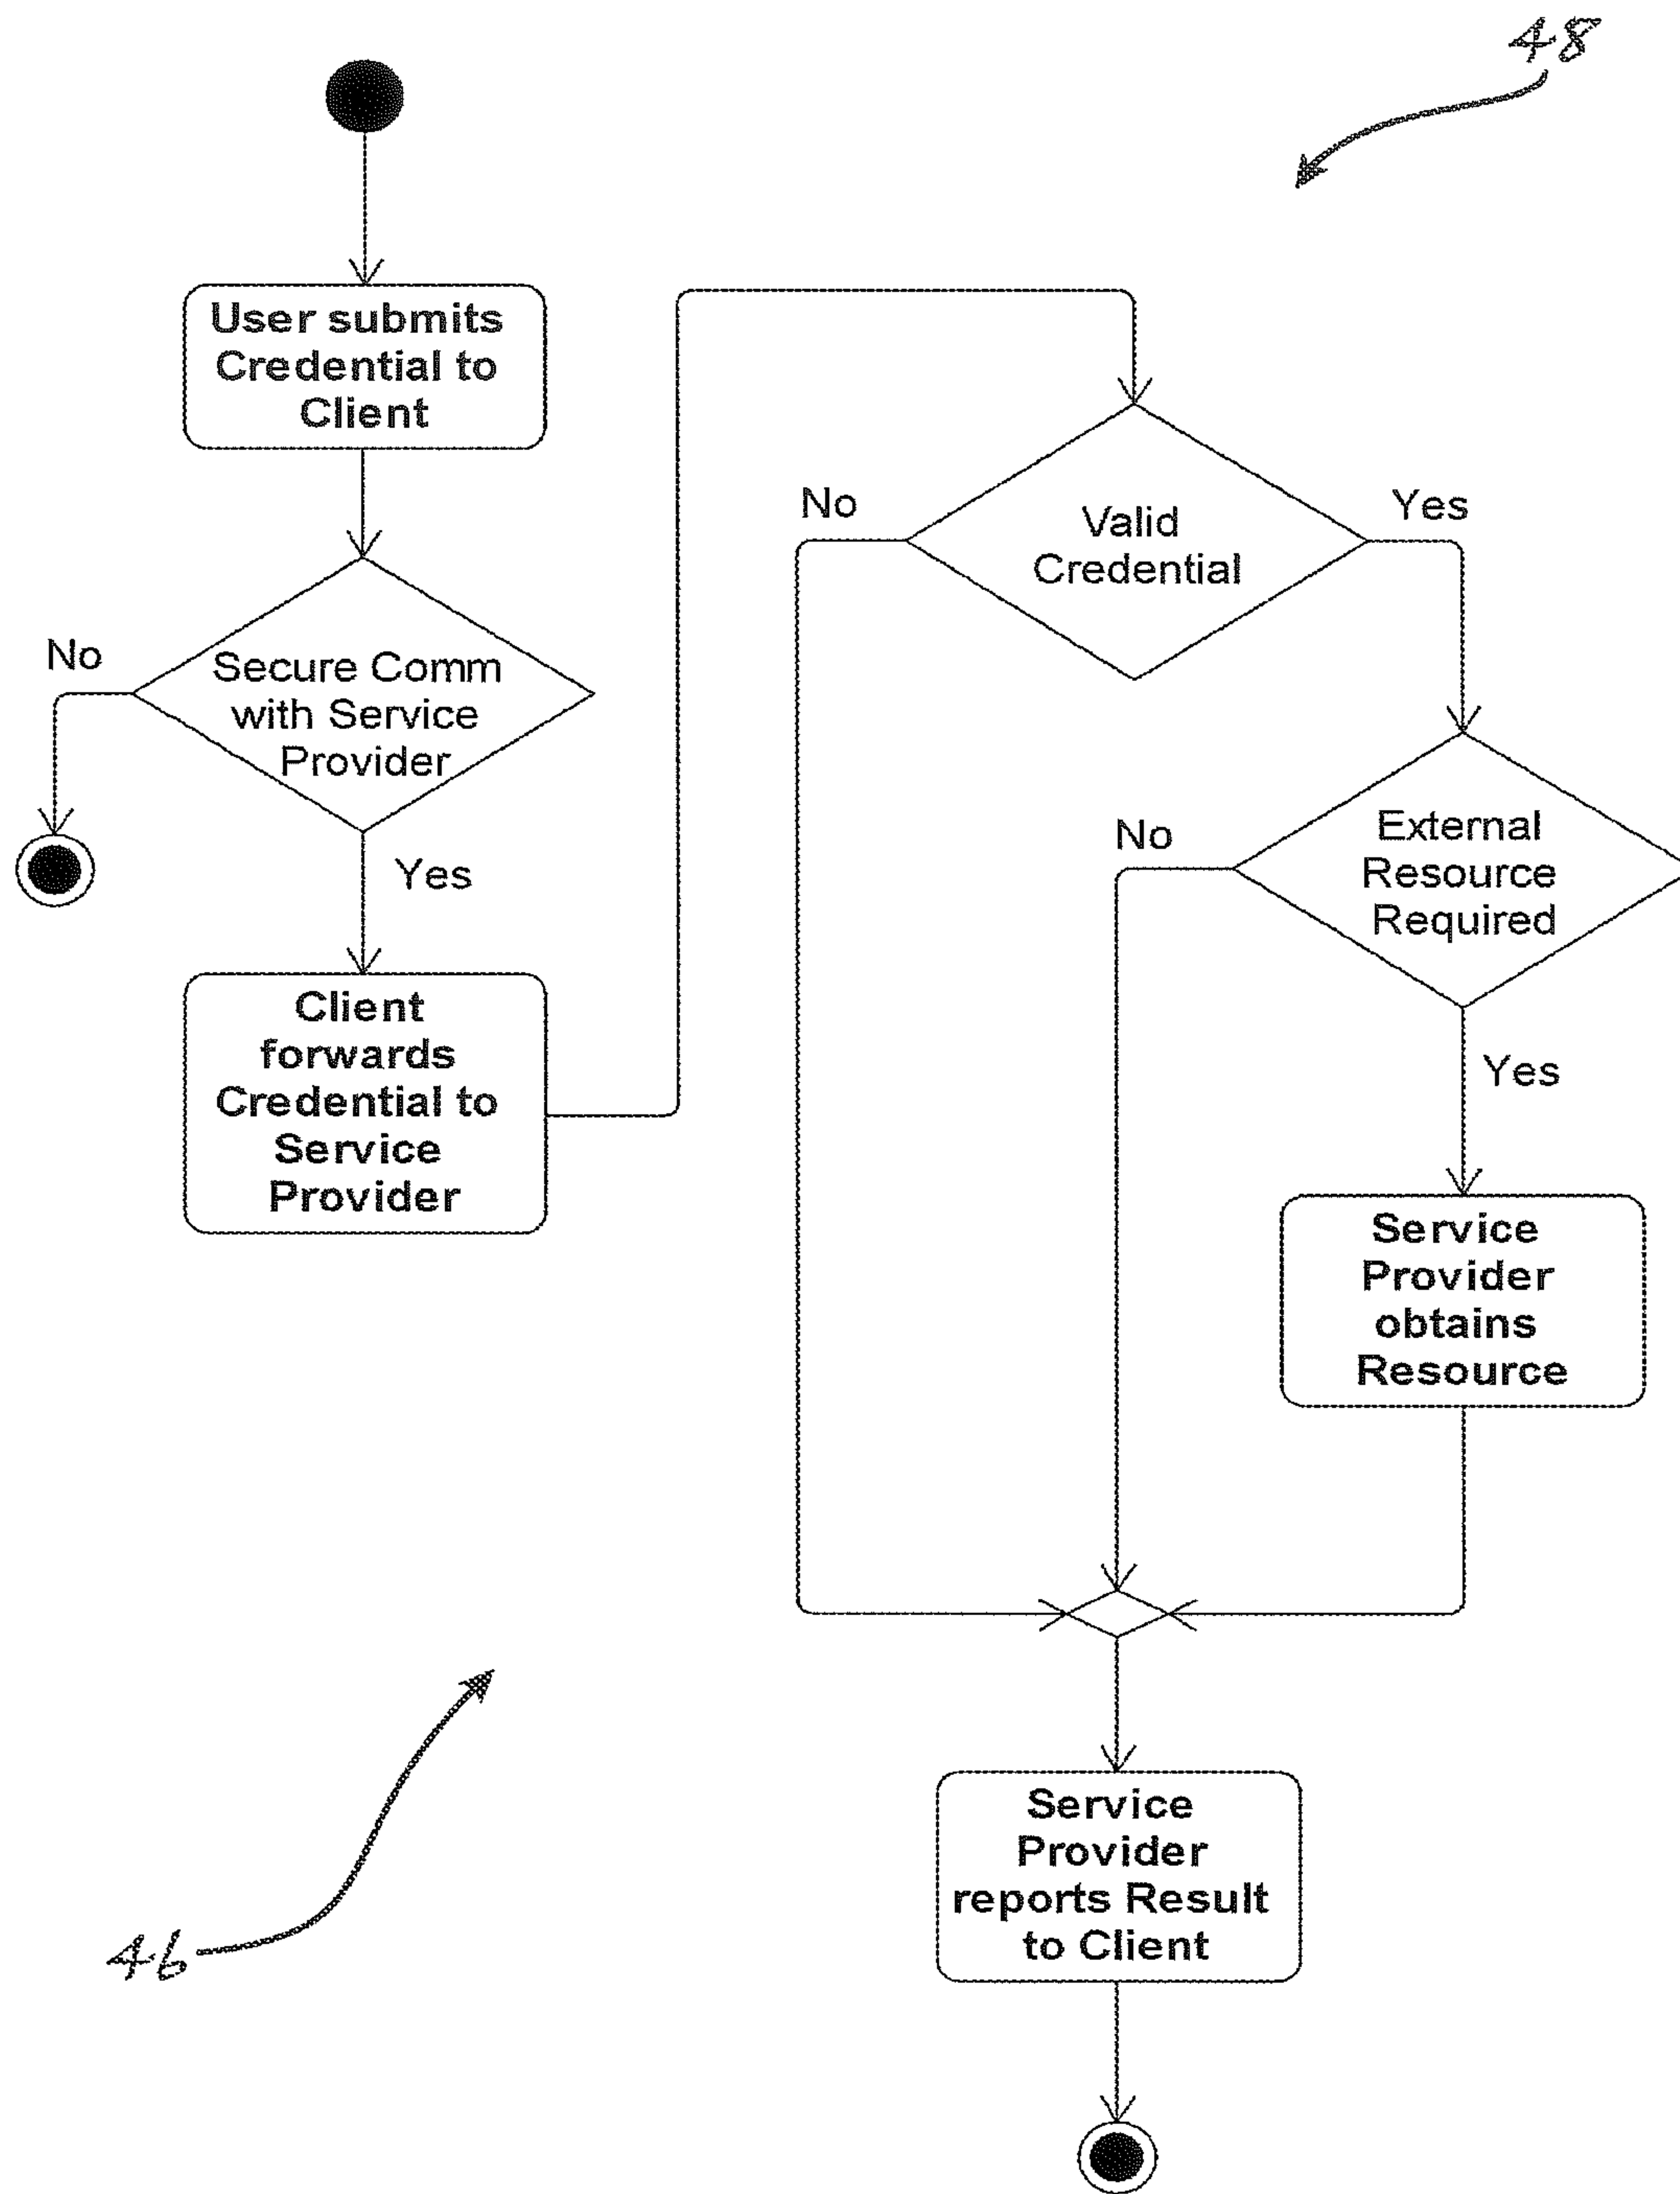 48
User submits
Credential to
Client
No
Secure Comm
with Service
Provider
Yes
Client
forwards
Credential to
Service
Provider
No
Valid
Credential
Yes
No
External
Resource
Required
Yes
Service
Provider
obtains
Resource
Service
Provider
reports Result
to Client
46